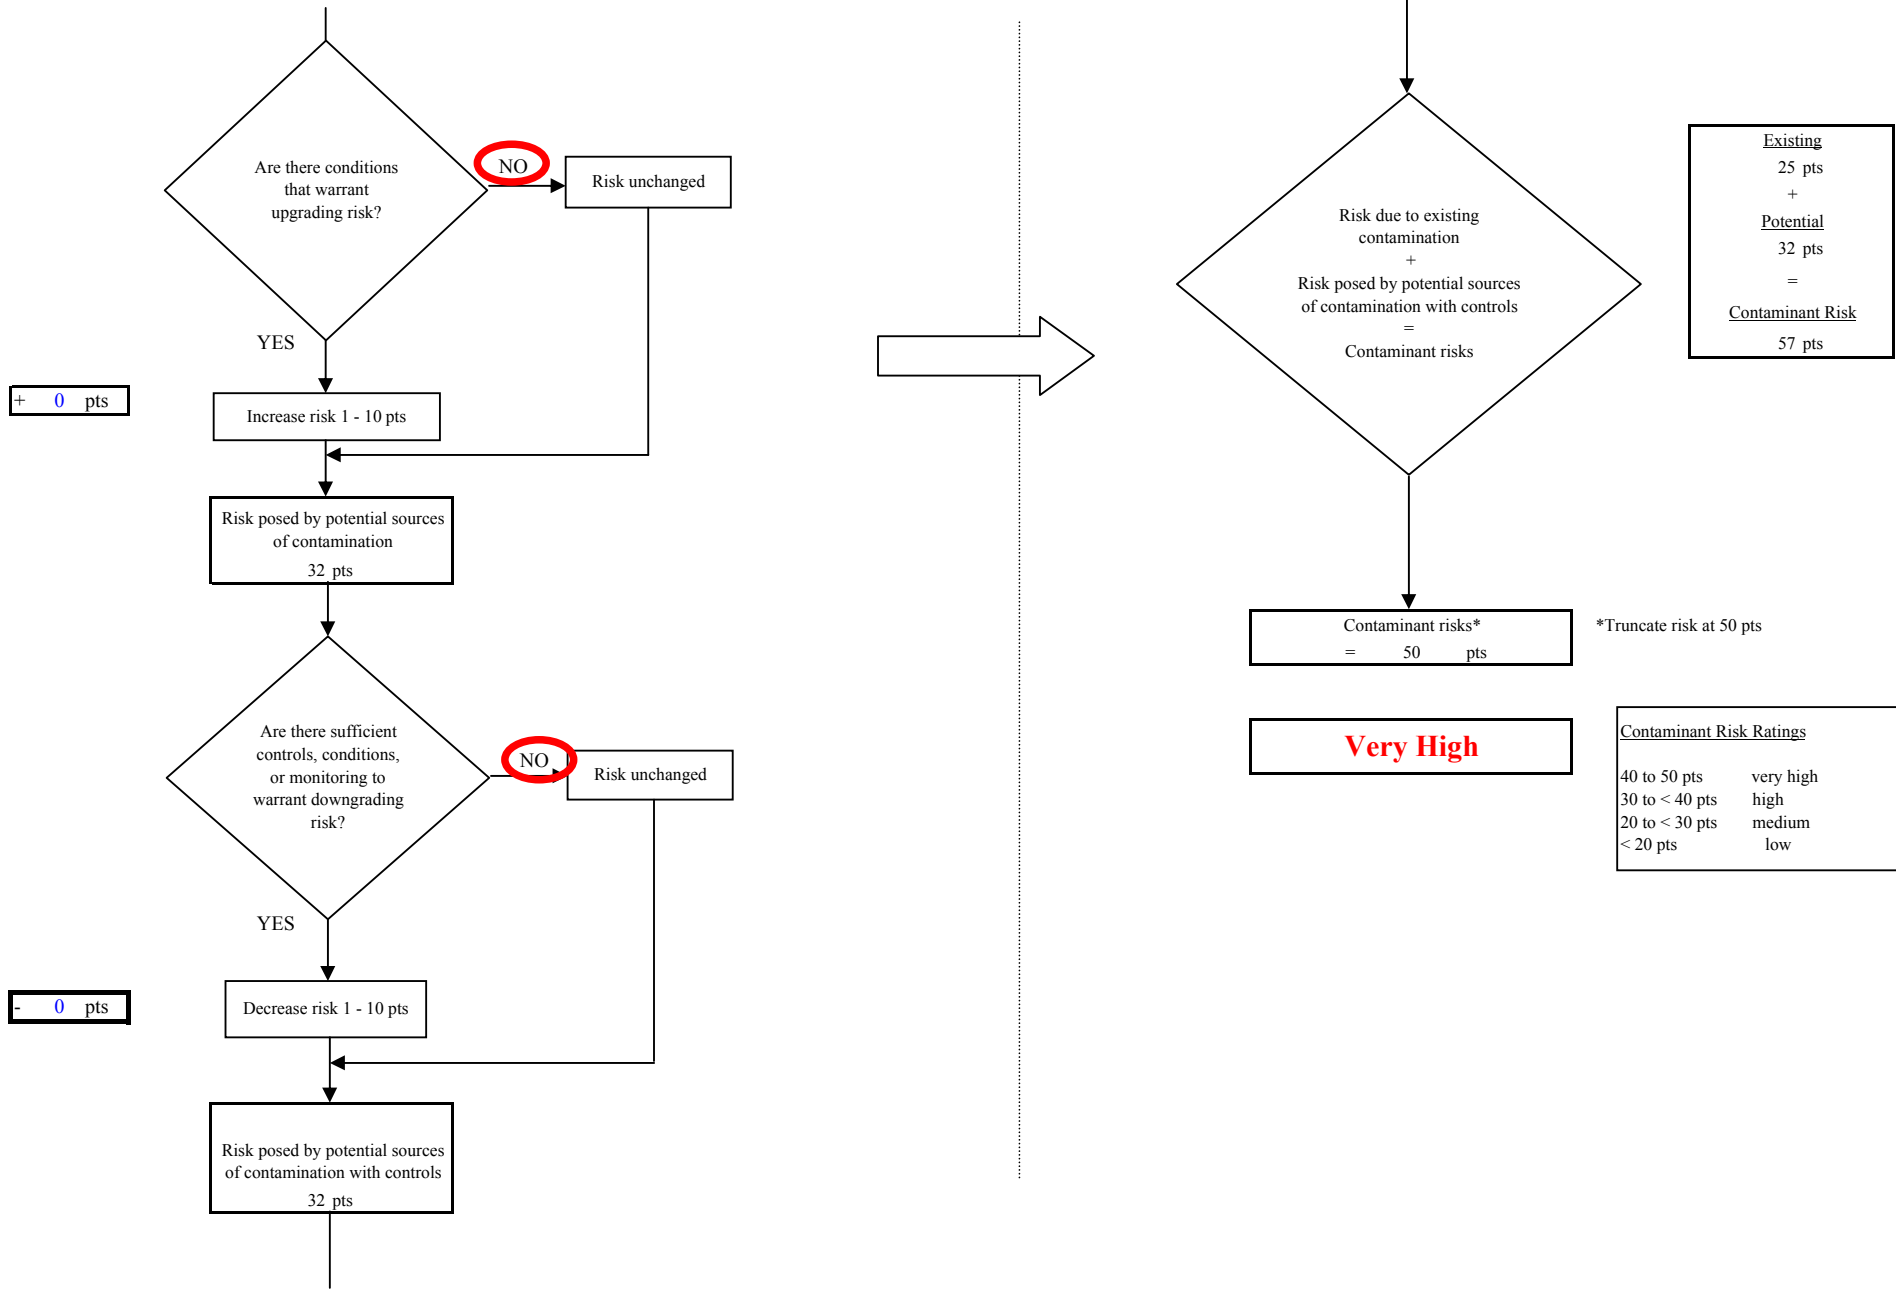 Are there conditions
that warrant
upgrading risk?
NO
Risk unchanged
YES
+ 0 pts
Increase risk 1 - 10 pts
Risk posed by potential sources
of contamination
32 pts
Are there sufficient
controls, conditions,
or monitoring to
warrant downgrading
risk?
NO
Risk unchanged
YES
- 0 pts
Decrease risk 1 - 10 pts
Risk posed by potential sources
of contamination with controls
32 pts
Risk due to existing
contamination
+
Risk posed by potential sources
of contamination with controls
=
Contaminant risks
Existing
25 pts
+
Potential
32 pts
=
Contaminant Risk
57 pts
Contaminant risks*
= 50 pts
*Truncate risk at 50 pts
Very High
Contaminant Risk Ratings
40 to 50 pts very high
30 to < 40 pts high
20 to < 30 pts medium
< 20 pts low